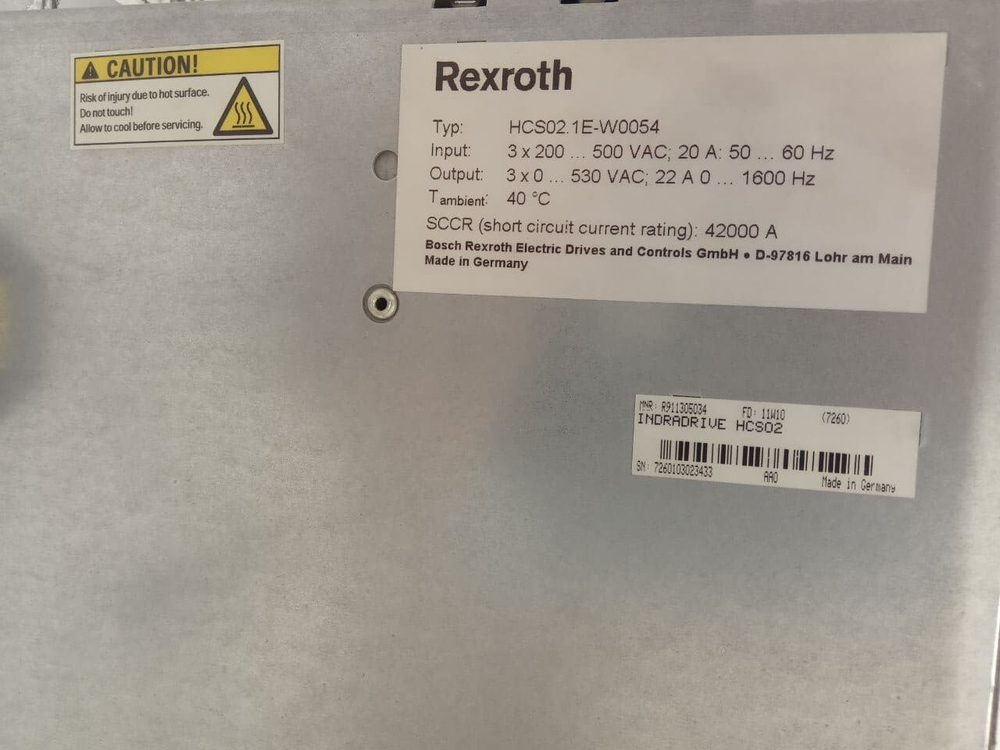 CAUTION!
Risk of injury due to hot surface.
Do not touch!
Allow to cool before servicing.
Rexroth
Typ: HCS02.1E-W0054
Input: 3 x 200 ... 500 VAC; 20 A: 50 ... 60 Hz
Output: 3 x 0 ... 530 VAC; 22 A 0 ... 1600 Hz
Tambient: 40 °C
SCCR (short circuit current rating): 42000 A
Bosch Rexroth Electric Drives and Controls GmbH • D-97816 Lohr am Main
Made in Germany
MNR: R911305034 FD: 11W10 (7260)
INDRADRIVE HCS02
SN: 7260103023433 AA0 Made in Germany